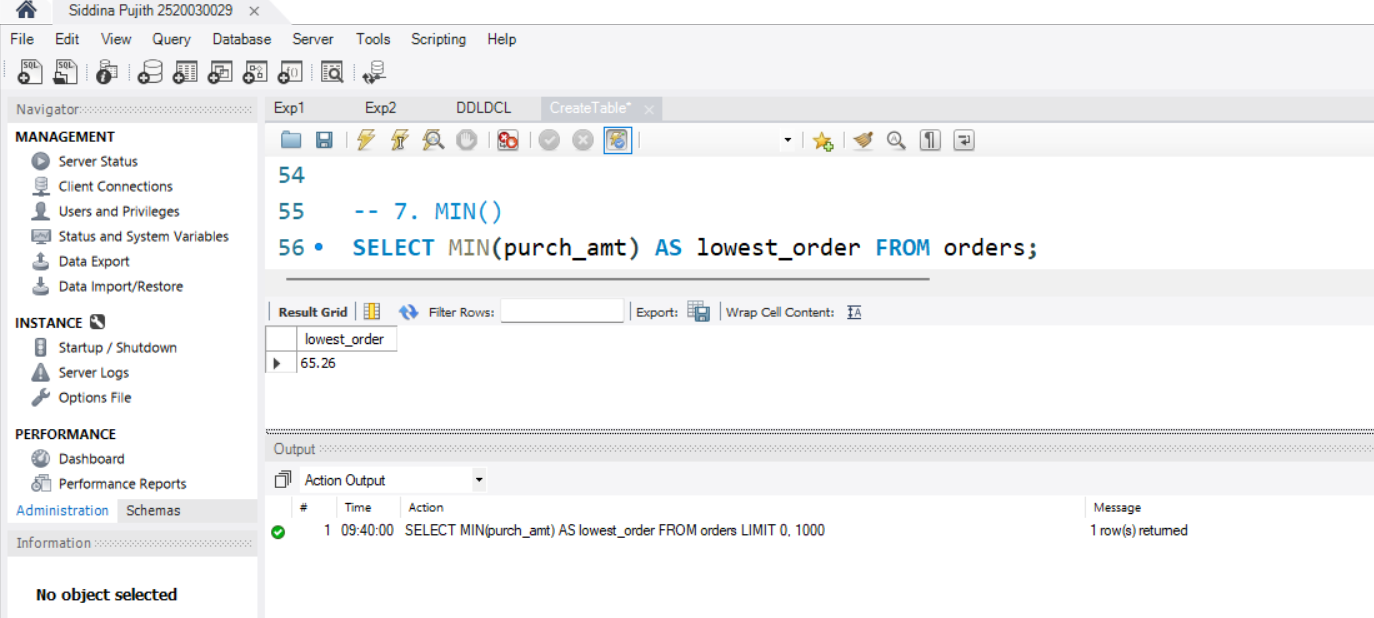 Siddina Pujith 2520030029
File Edit View Query Database Server Tools Scripting Help
Navigator
MANAGEMENT
Server Status
Client Connections
Users and Privileges
Status and System Variables
Data Export
Data Import/Restore
INSTANCE
Startup / Shutdown
Server Logs
Options File
PERFORMANCE
Dashboard
Performance Reports
Administration Schemas
Information
No object selected
Exp1 Exp2 DDLDCL CreateTable*
54
55 -- 7. MIN()
56 SELECT MIN(purch_amt) AS lowest_order FROM orders;
Result Grid Filter Rows: Export: Wrap Cell Content:
lowest_order
65.26
Output
Action Output
# Time Action Message
1 09:40:00 SELECT MIN(purch_amt) AS lowest_order FROM orders LIMIT 0, 1000 1 row(s) returned